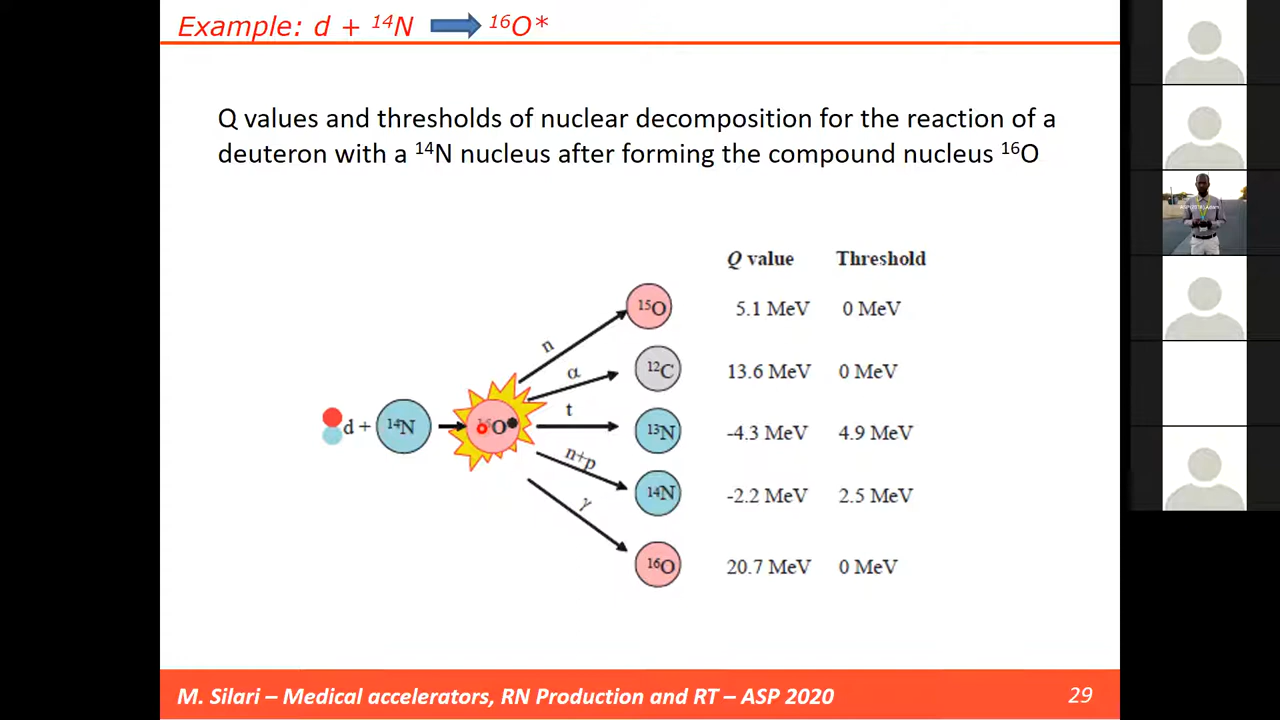 Example: d + ¹⁴N ¹⁶O*
Q values and thresholds of nuclear decomposition for the reaction of a
deuteron with a ¹⁴N nucleus after forming the compound nucleus ¹⁶O
Q value Threshold
n ¹⁵O 5.1 MeV 0 MeV
α ¹²C 13.6 MeV 0 MeV
d + ¹⁴N ¹⁶O t ¹³N -4.3 MeV 4.9 MeV
n+p ¹⁴N -2.2 MeV 2.5 MeV
γ ¹⁶O 20.7 MeV 0 MeV
M. Silari – Medical accelerators, RN Production and RT – ASP 2020 29